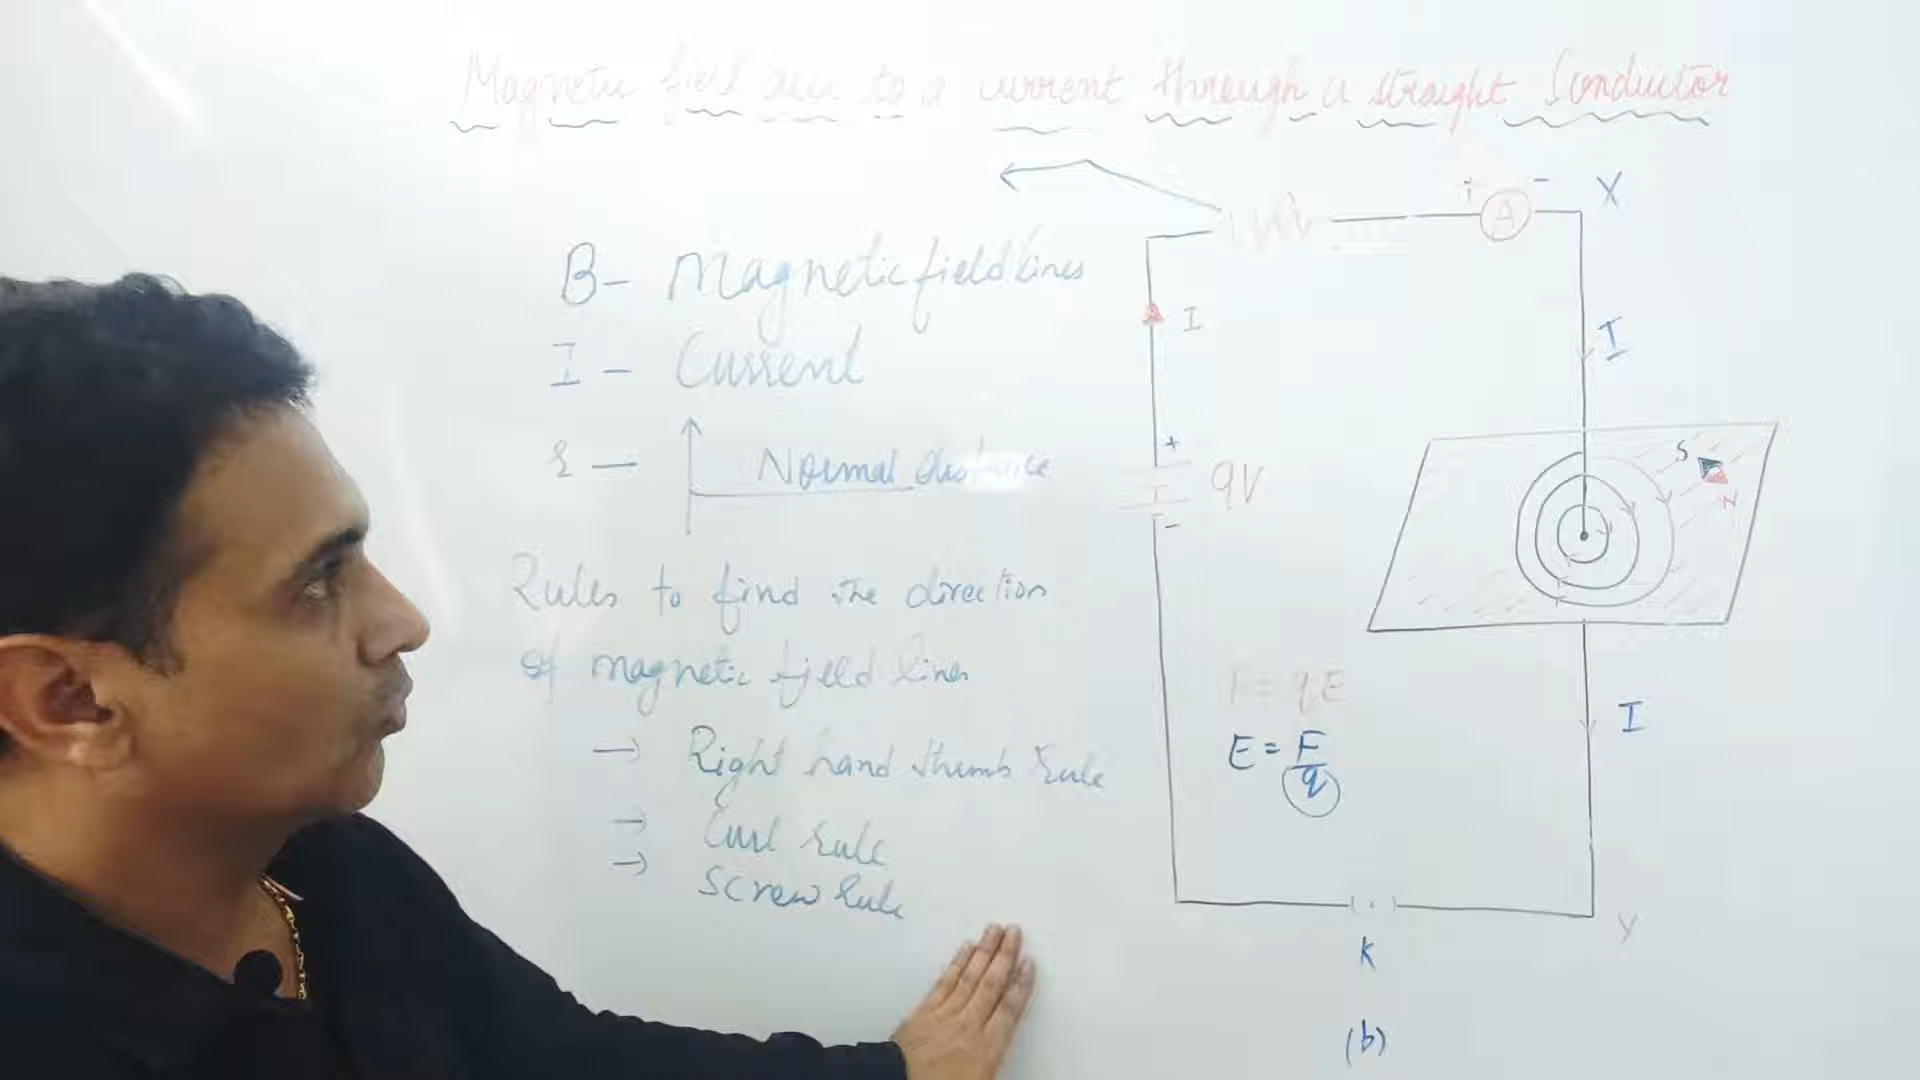 Magnetic field due to a current through a straight Conductor
B- Magnetic field lines
I - Current
r - Normal distance
Rules to find the direction
of magnetic field lines
→ Right hand thumb rule
→ Curl rule
→ Screw Rule
+ A - X
I
I
+
9V
-
S
N
F = qE
E = F/q
I
K
Y
(b)